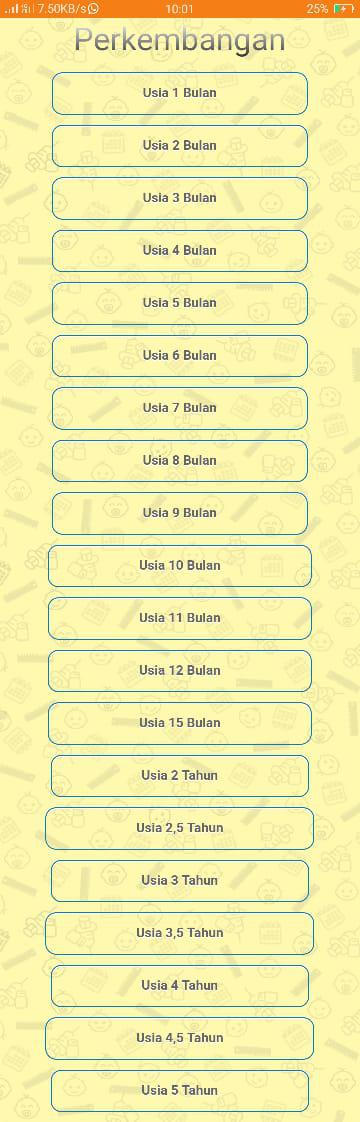 7.50KB/s 10:01 25%
Perkembangan
Usia 1 Bulan
Usia 2 Bulan
Usia 3 Bulan
Usia 4 Bulan
Usia 5 Bulan
Usia 6 Bulan
Usia 7 Bulan
Usia 8 Bulan
Usia 9 Bulan
Usia 10 Bulan
Usia 11 Bulan
Usia 12 Bulan
Usia 15 Bulan
Usia 2 Tahun
Usia 2,5 Tahun
Usia 3 Tahun
Usia 3,5 Tahun
Usia 4 Tahun
Usia 4,5 Tahun
Usia 5 Tahun